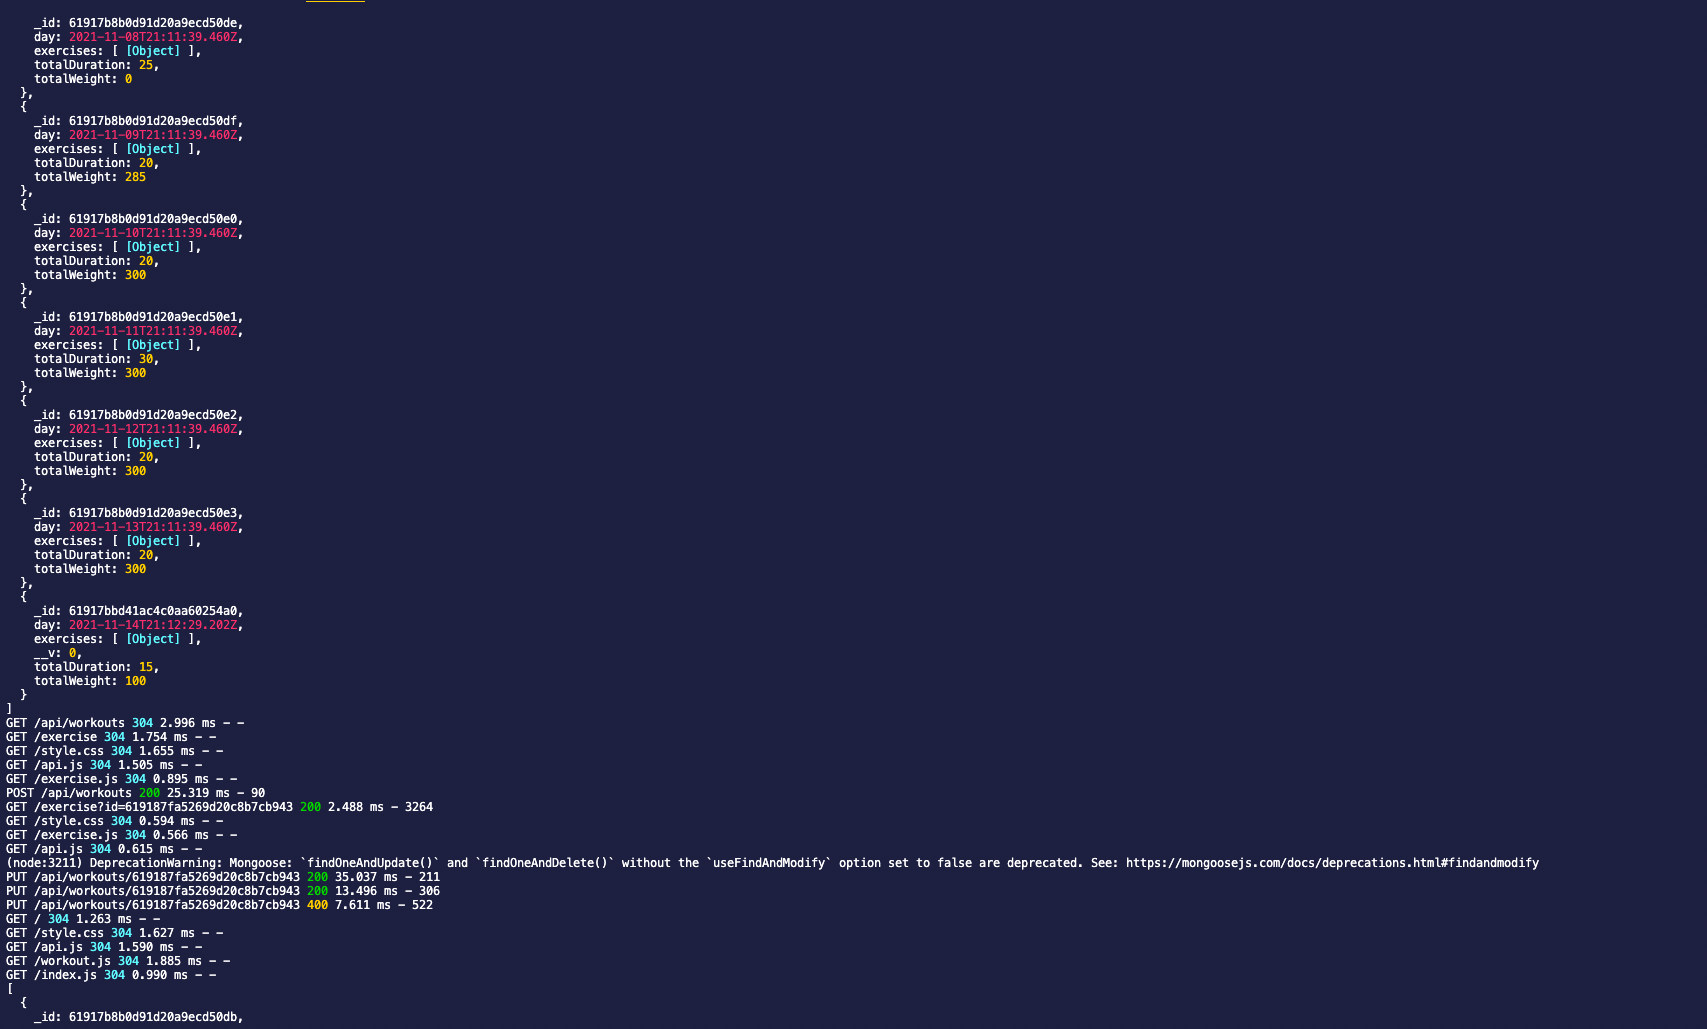 _id: 61917b8b0d91d20a9ecd50de,
day: 2021-11-08T21:11:39.460Z,
exercises: [ [Object] ],
totalDuration: 25,
totalWeight: 0
},
{
_id: 61917b8b0d91d20a9ecd50df,
day: 2021-11-09T21:11:39.460Z,
exercises: [ [Object] ],
totalDuration: 20,
totalWeight: 285
},
{
_id: 61917b8b0d91d20a9ecd50e0,
day: 2021-11-10T21:11:39.460Z,
exercises: [ [Object] ],
totalDuration: 20,
totalWeight: 300
},
{
_id: 61917b8b0d91d20a9ecd50e1,
day: 2021-11-11T21:11:39.460Z,
exercises: [ [Object] ],
totalDuration: 30,
totalWeight: 300
},
{
_id: 61917b8b0d91d20a9ecd50e2,
day: 2021-11-12T21:11:39.460Z,
exercises: [ [Object] ],
totalDuration: 20,
totalWeight: 300
},
{
_id: 61917b8b0d91d20a9ecd50e3,
day: 2021-11-13T21:11:39.460Z,
exercises: [ [Object] ],
totalDuration: 20,
totalWeight: 300
},
{
_id: 61917bbd41ac4c0aa60254a0,
day: 2021-11-14T21:12:29.202Z,
exercises: [ [Object] ],
__v: 0,
totalDuration: 15,
totalWeight: 100
}
]
GET /api/workouts 304 2.996 ms - -
GET /exercise 304 1.754 ms - -
GET /style.css 304 1.655 ms - -
GET /api.js 304 1.505 ms - -
GET /exercise.js 304 0.895 ms - -
POST /api/workouts 200 25.319 ms - 90
GET /exercise?id=619187fa5269d20c8b7cb943 200 2.488 ms - 3264
GET /style.css 304 0.594 ms - -
GET /exercise.js 304 0.566 ms - -
GET /api.js 304 0.615 ms - -
(node:3211) DeprecationWarning: Mongoose: `findOneAndUpdate()` and `findOneAndDelete()` without the `useFindAndModify` option set to false are deprecated. See: https://mongoosejs.com/docs/deprecations.html#findandmodify
PUT /api/workouts/619187fa5269d20c8b7cb943 200 35.037 ms - 211
PUT /api/workouts/619187fa5269d20c8b7cb943 200 13.496 ms - 306
PUT /api/workouts/619187fa5269d20c8b7cb943 400 7.611 ms - 522
GET / 304 1.263 ms - -
GET /style.css 304 1.627 ms - -
GET /api.js 304 1.590 ms - -
GET /workout.js 304 1.885 ms - -
GET /index.js 304 0.990 ms - -
[
{
_id: 61917b8b0d91d20a9ecd50db,